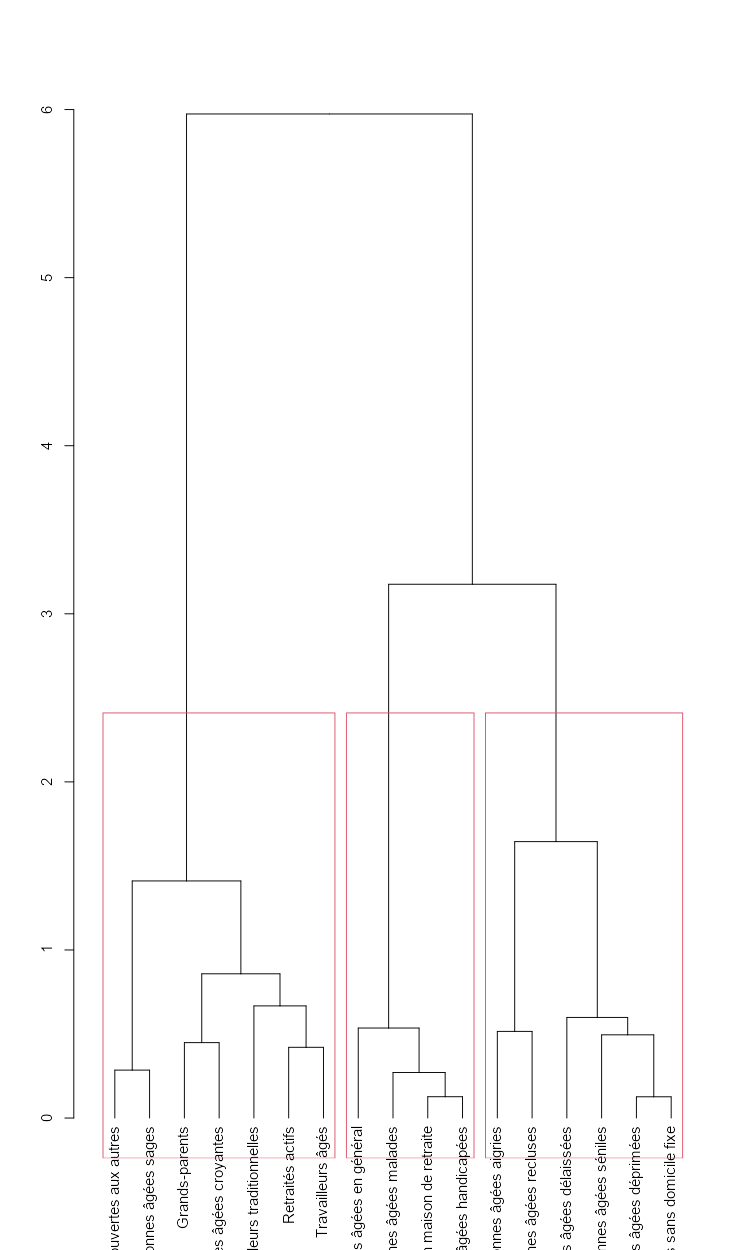 6
5
4
3
2
1
0
ouvertes aux autres
onnes âgées sages
Grands-parents
es âgées croyantes
leurs traditionnelles
Retraités actifs
Travailleurs âgés
s âgées en général
nes âgées malades
n maison de retraite
âgées handicapées
onnes âgées aigries
nes âgées recluses
s âgées délaissées
nnes âgées séniles
s âgées déprimées
s sans domicile fixe